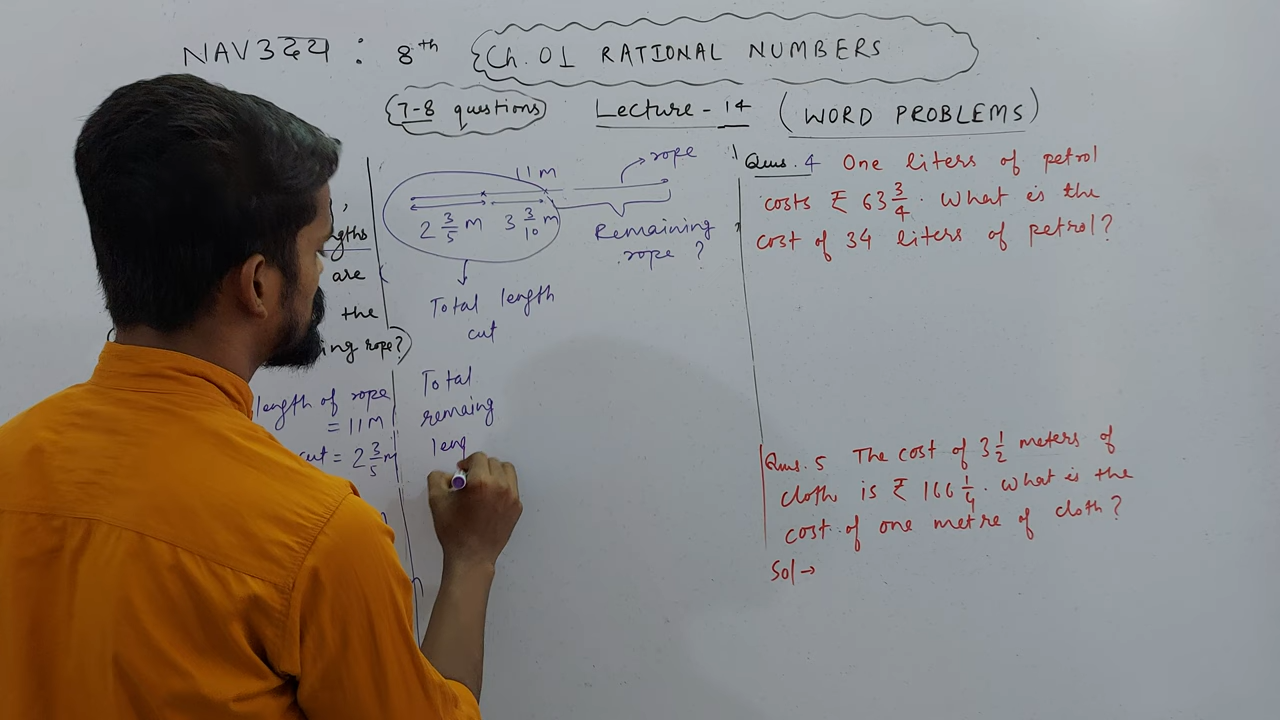 NAV3221 : 8th Ch. 01 RATIONAL NUMBERS
7-8 questions Lecture - 14 (WORD PROBLEMS)
are
the
rope?
length of rope
= 11M
cut = 2 3/5 m
11M
rope
2 3/5 M 3 3/10 M
Remaining
rope ?
Total length
cut
Total
remaing
leng
Ques. 4 One liters of petrol
costs ₹ 63 3/4. What is the
cost of 34 liters of petrol?
Ques. 5 The cost of 3 1/2 meters of
cloth is ₹ 166 1/4. What is the
cost of one metre of cloth?
Sol →